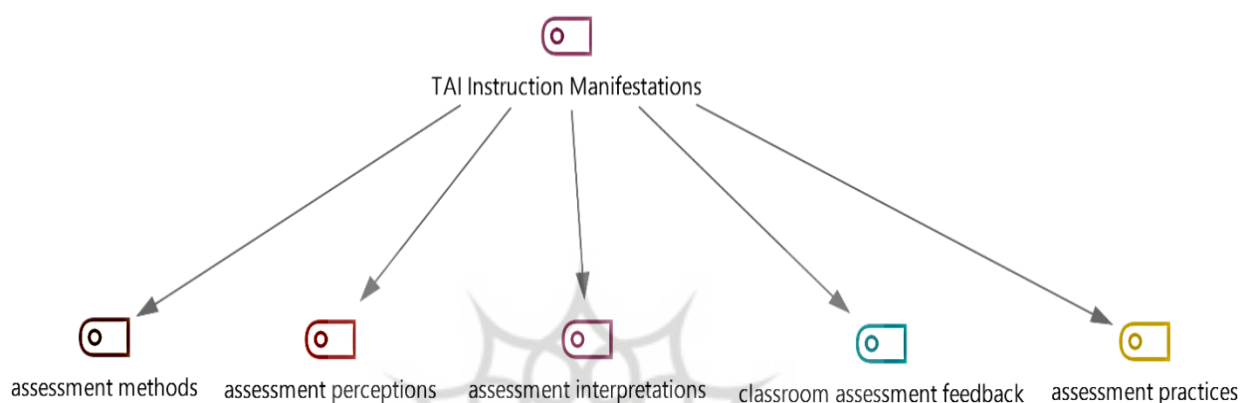 TAI Instruction Manifestations
assessment methods
assessment perceptions
assessment interpretations
classroom assessment feedback
assessment practices